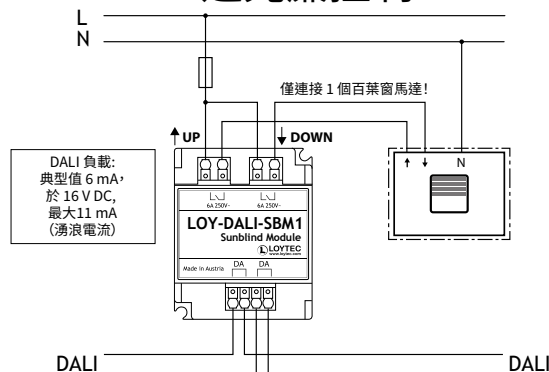 L
N
僅連接 1 個百葉窗馬達！
UP
DOWN
N
DALI 負載:
典型值 6 mA，
於 16 V DC,
最大11 mA
(湧浪電流)
6A 250V~
6A 250V~
LOY-DALI-SBM1
Sunblind Module
LOYTEC
www.loytec.com
Made in Austria
DA
DA
DALI
DALI